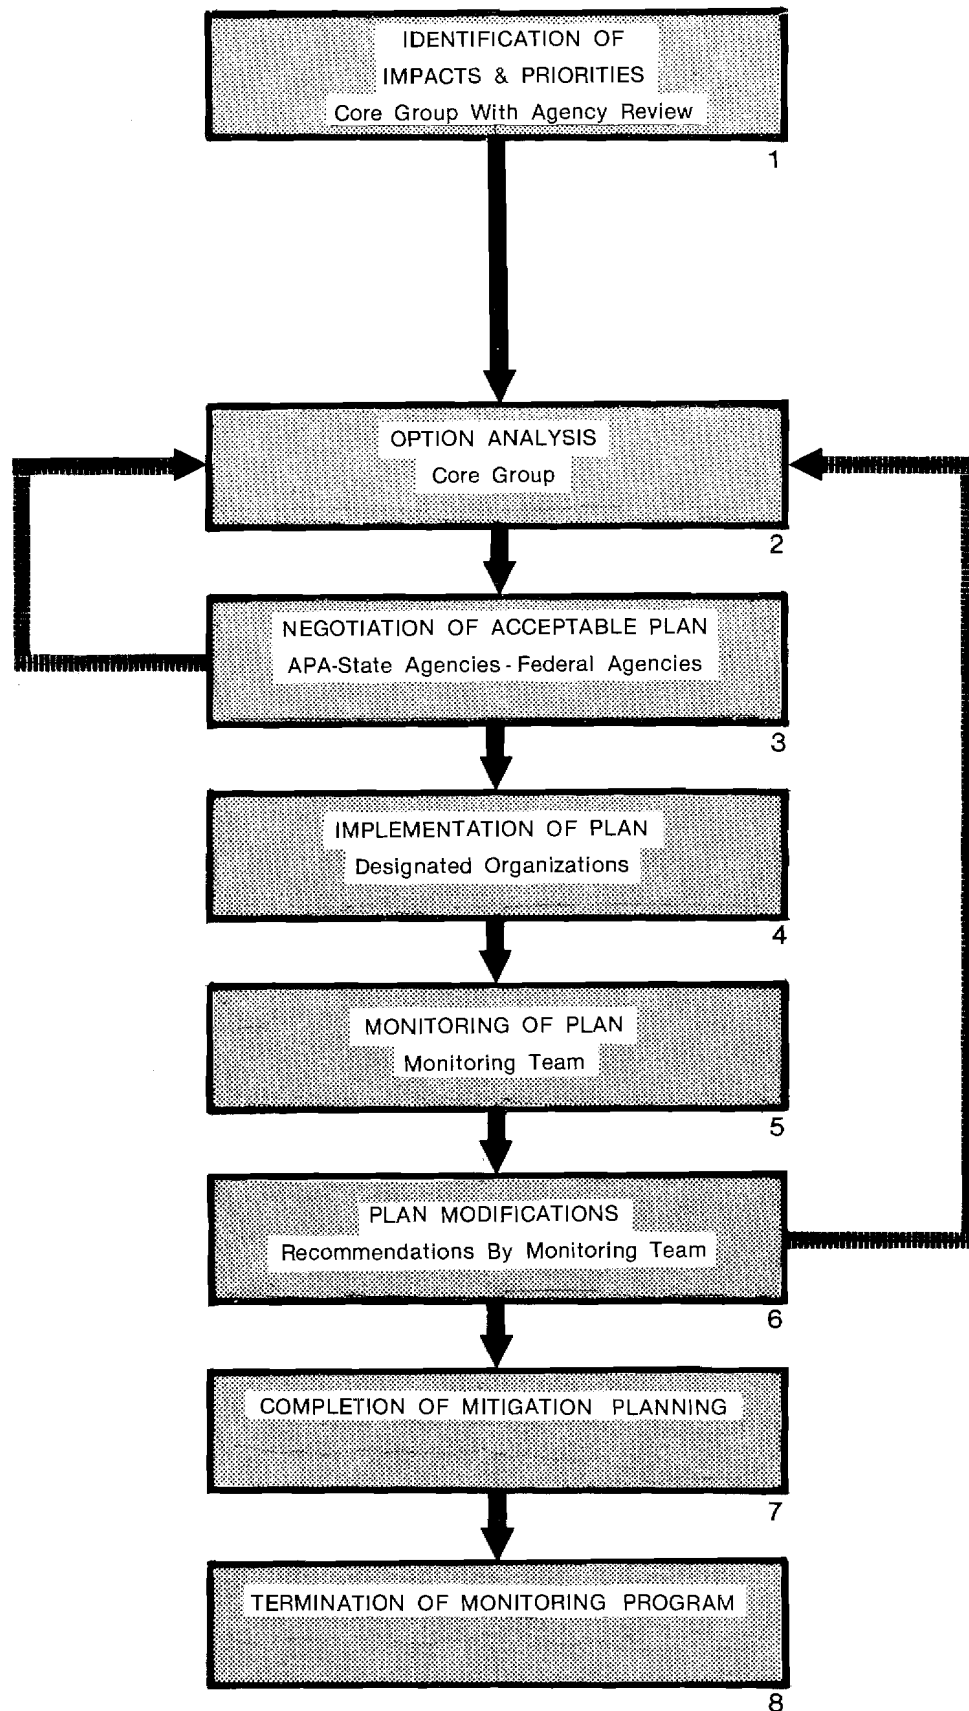 IDENTIFICATION OF
IMPACTS & PRIORITIES
Core Group With Agency Review
1
OPTION ANALYSIS
Core Group
2
NEGOTIATION OF ACCEPTABLE PLAN
APA-State Agencies - Federal Agencies
3
IMPLEMENTATION OF PLAN
Designated Organizations
4
MONITORING OF PLAN
Monitoring Team
5
PLAN MODIFICATIONS
Recommendations By Monitoring Team
6
COMPLETION OF MITIGATION PLANNING
7
TERMINATION OF MONITORING PROGRAM
8